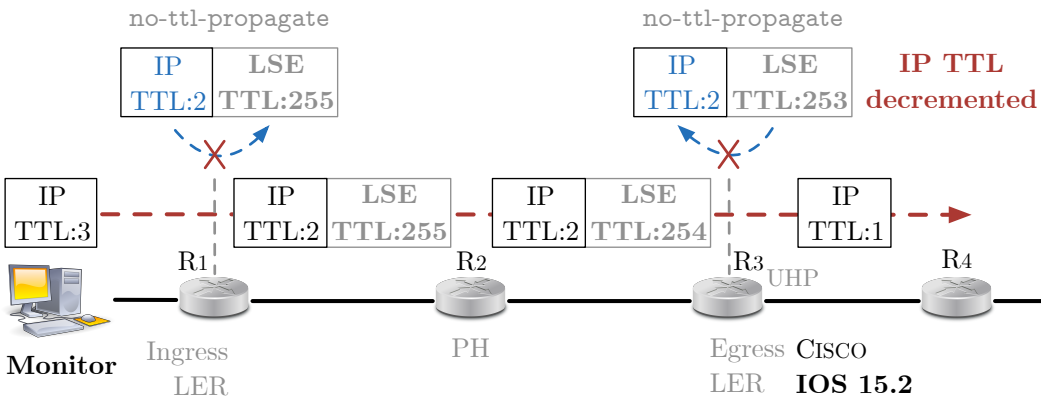 no-ttl-propagate
no-ttl-propagate
IP LSE
TTL:2 TTL:255
IP LSE
TTL:2 TTL:253
IP TTL
decremented
IP
TTL:3
IP LSE
TTL:2 TTL:255
IP LSE
TTL:2 TTL:254
IP
TTL:1
R1
R2
R3
R4
UHP
Monitor
Ingress
LER
PH
Egress
LER
CISCO
IOS 15.2